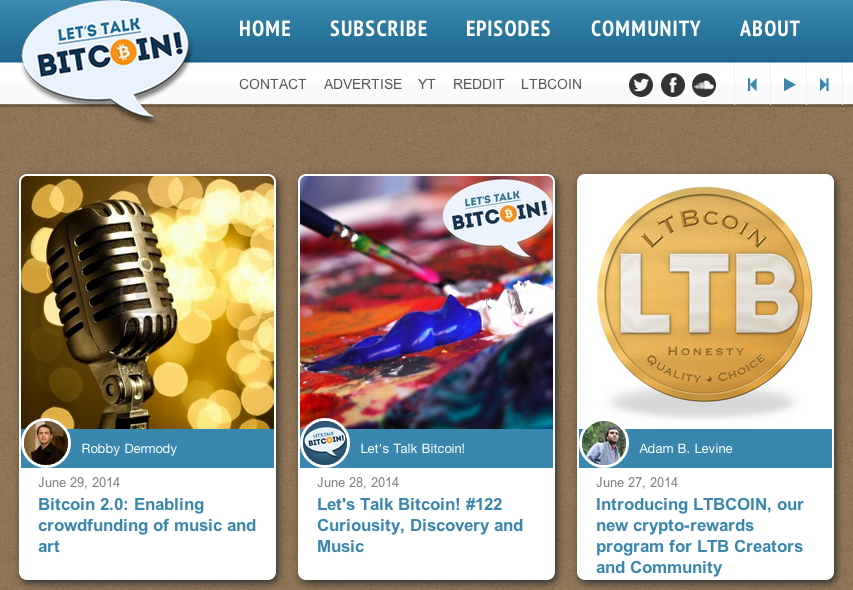 LET'S TALK
BITCOIN!
HOME SUBSCRIBE EPISODES COMMUNITY ABOUT
CONTACT ADVERTISE YT REDDIT LTBCOIN
LET'S TALK
BITCOIN!
LTBCOIN
LTB
HONESTY
QUALITY • CHOICE
Robby Dermody
June 29, 2014
Bitcoin 2.0: Enabling
crowdfunding of music and
art
LET'S TALK
BITCOIN!
Let's Talk Bitcoin!
June 28, 2014
Let's Talk Bitcoin! #122
Curiousity, Discovery and
Music
Adam B. Levine
June 27, 2014
Introducing LTBCOIN, our
new crypto-rewards
program for LTB Creators
and Community